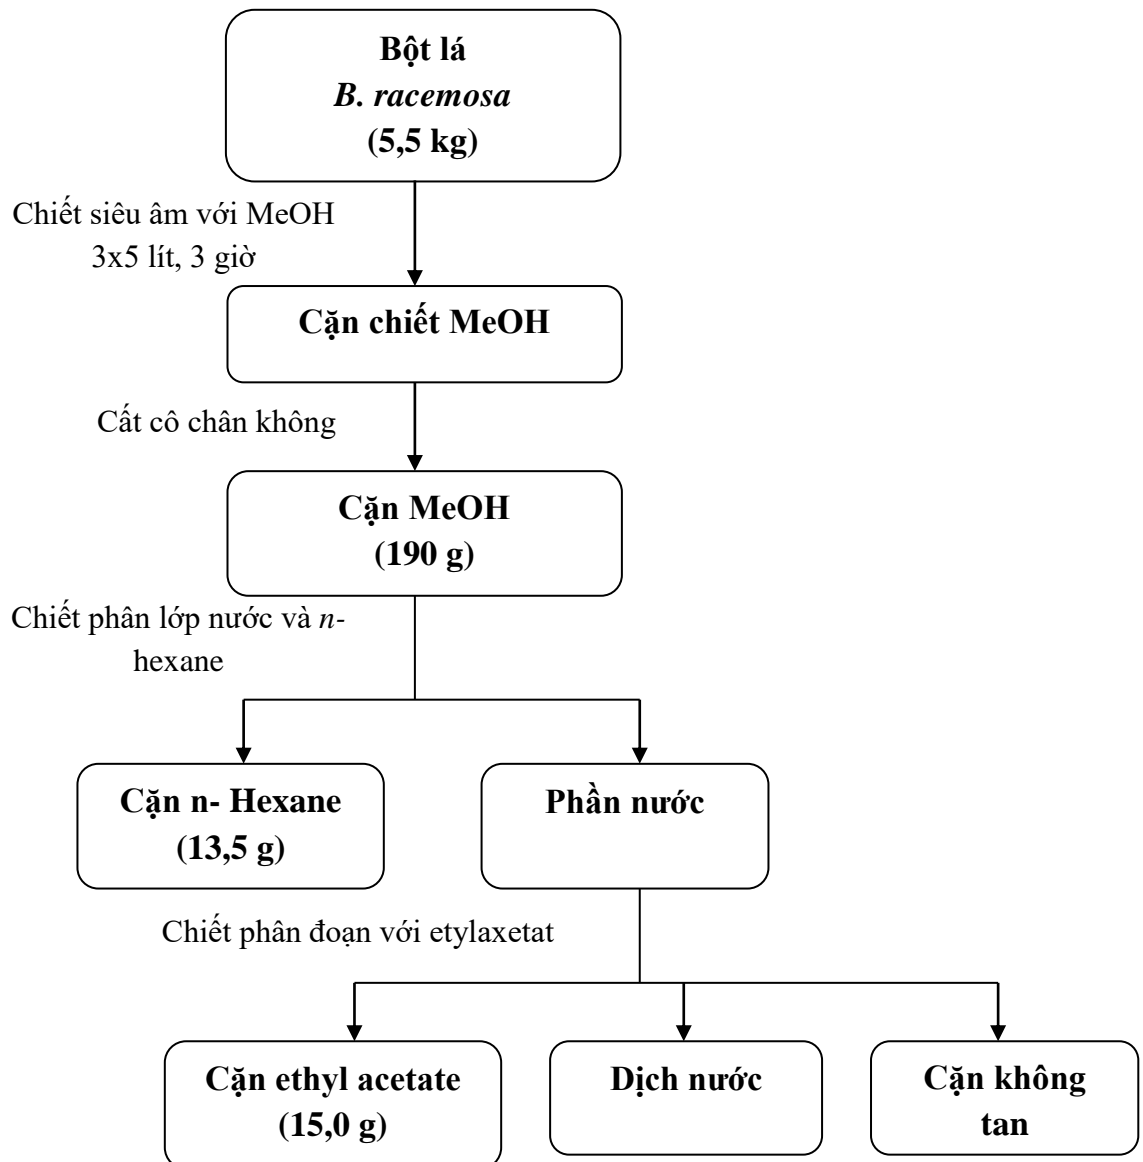 Bột lá
B. racemosa
(5,5 kg)
Chiết siêu âm với MeOH
3x5 lít, 3 giờ
Cặn chiết MeOH
Cất cô chân không
Cặn MeOH
(190 g)
Chiết phân lớp nước và n-
hexane
Cặn n- Hexane
(13,5 g)
Phần nước
Chiết phân đoạn với etylaxetat
Cặn ethyl acetate
(15,0 g)
Dịch nước
Cặn không
tan